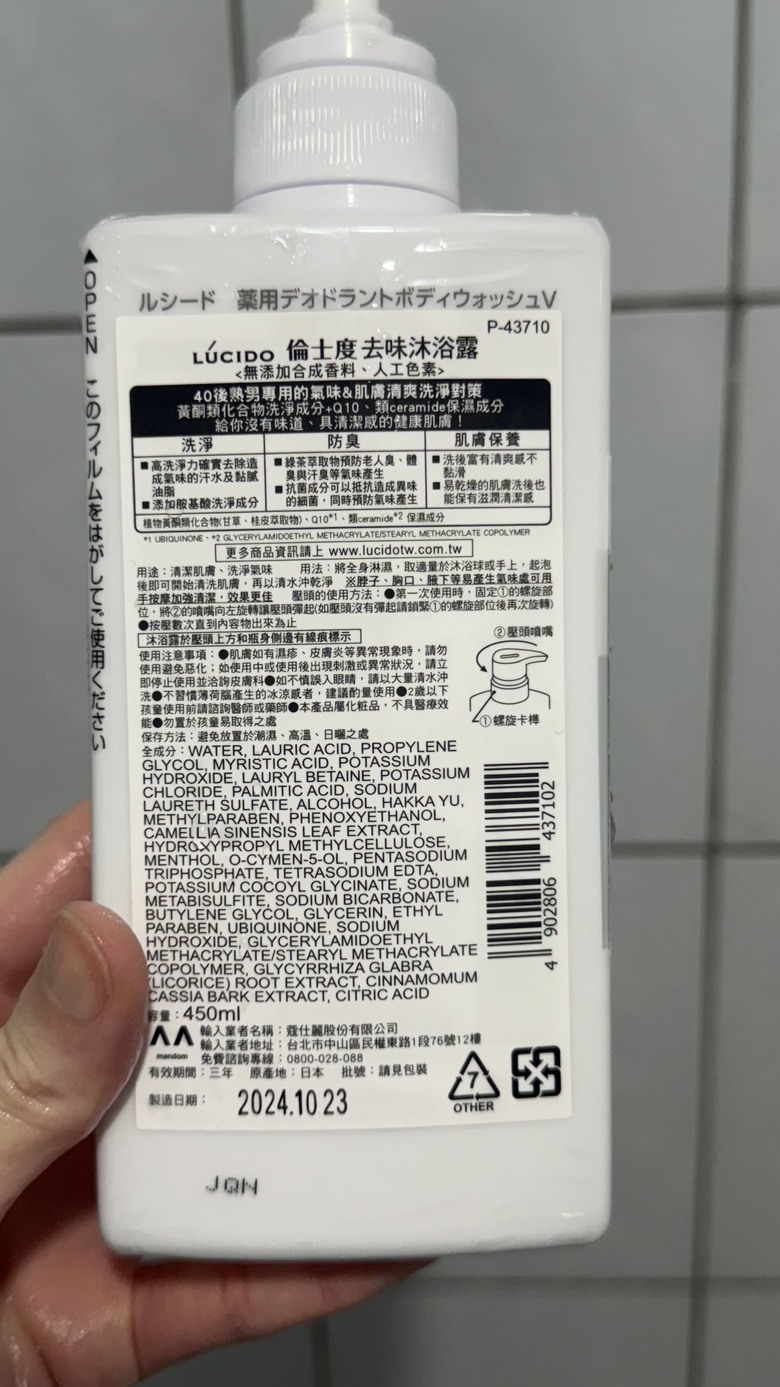 ▲OPEN このフィルムをはがしてご使用ください
ルシード 薬用デオドラントボディウォッシュV
P-43710
LÚCIDO 倫士度 去味沐浴露
<無添加合成香料、人工色素>
40後熟男專用的氣味&肌膚清爽洗淨對策
黃酮類化合物洗淨成分+Q10、類ceramide保濕成分
給你沒有味道、具清潔感的健康肌膚！
洗淨
■高洗淨力確實去除造
成氣味的汗水及黏膩
油脂
■添加胺基酸洗淨成分
防臭
■綠茶萃取物預防老人臭、體
臭與汗臭等氣味產生
■抗菌成分可以抵抗造成異味
的細菌，同時預防氣味產生
肌膚保養
■洗後富有清爽感不
黏滑
■易乾燥的肌膚洗後也
能保有滋潤清潔感
植物黃酮類化合物(甘草、桂皮萃取物)、Q10*1、類ceramide*2 保濕成分
*1 UBIQUINONE、*2 GLYCERYLAMIDOETHYL METHACRYLATE/STEARYL METHACRYLATE COPOLYMER
更多商品資訊請上 www.lucidotw.com.tw
用途：清潔肌膚、洗淨氣味 用法：將全身淋濕，取適量於沐浴球或手上，起泡
後即可開始清洗肌膚，再以清水沖乾淨 ※脖子、胸口、腋下等易產生氣味處可用
手按摩加強清潔，效果更佳 壓頭的使用方法：●第一次使用時，固定①的螺旋部
位，將②的噴嘴向左旋轉讓壓頭彈起(如壓頭沒有彈起請鎖緊①的螺旋部位後再次旋轉)
●按壓數次直到內容物出來為止
沐浴露於壓頭上方和瓶身側邊有線痕標示
使用注意事項：●肌膚如有濕疹、皮膚炎等異常現象時，請勿
使用避免惡化；如使用中或使用後出現刺激或異常狀況，請立
即停止使用並洽詢皮膚科●如不慎誤入眼睛，請以大量清水沖
洗●不習慣薄荷腦產生的冰涼感者，建議酌量使用●2歲以下
孩童使用前請諮詢醫師或藥師●本產品屬化粧品，不具醫療效
能●勿置於孩童易取得之處
保存方法：避免放置於潮濕、高溫、日曬之處
②壓頭噴嘴
①螺旋卡榫
全成分：WATER, LAURIC ACID, PROPYLENE
GLYCOL, MYRISTIC ACID, POTASSIUM
HYDROXIDE, LAURYL BETAINE, POTASSIUM
CHLORIDE, PALMITIC ACID, SODIUM
LAURETH SULFATE, ALCOHOL, HAKKA YU,
METHYLPARABEN, PHENOXYETHANOL,
CAMELLIA SINENSIS LEAF EXTRACT,
HYDROXYPROPYL METHYLCELLULOSE,
MENTHOL, O-CYMEN-5-OL, PENTASODIUM
TRIPHOSPHATE, TETRASODIUM EDTA,
POTASSIUM COCOYL GLYCINATE, SODIUM
METABISULFITE, SODIUM BICARBONATE,
BUTYLENE GLYCOL, GLYCERIN, ETHYL
PARABEN, UBIQUINONE, SODIUM
HYDROXIDE, GLYCERYLAMIDOETHYL
METHACRYLATE/STEARYL METHACRYLATE
COPOLYMER, GLYCYRRHIZA GLABRA
(LICORICE) ROOT EXTRACT, CINNAMOMUM
CASSIA BARK EXTRACT, CITRIC ACID
4 902806 437102
容量：450ml
mandom
輸入業者名稱：蔻仕麗股份有限公司
輸入業者地址：台北市中山區民權東路1段76號12樓
免費諮詢專線：0800-028-088
有效期間：三年 原產地：日本 批號：請見包裝
製造日期： 2024.10 23
7
OTHER
JQN